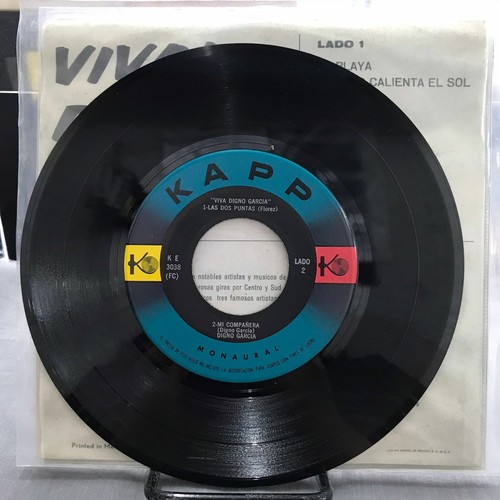 VIVA
LADO 1
PLAYA
CALIENTA EL SOL
KAPP
"VIVA DIGNO GARCIA"
1-LAS DOS PUNTAS (Florez)
K E
3038
(FC)
LADO
2
notables artistas y musicos de
giras por Centro y Sud
tres famosos artistas
2-MI COMPAÑERA
(Digno Garcia)
DIGNO GARCIA
MONAURAL
Printed in